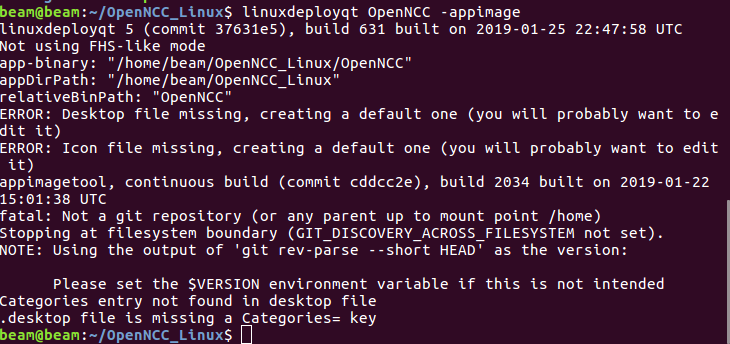 beam@beam:~/OpenNCC_Linux$ linuxdeployqt OpenNCC -appimage
linuxdeployqt 5 (commit 37631e5), build 631 built on 2019-01-25 22:47:58 UTC
Not using FHS-like mode
app-binary: "/home/beam/OpenNCC_Linux/OpenNCC"
appDirPath: "/home/beam/OpenNCC_Linux"
relativeBinPath: "OpenNCC"
ERROR: Desktop file missing, creating a default one (you will probably want to e
dit it)
ERROR: Icon file missing, creating a default one (you will probably want to edit
 it)
appimagetool, continuous build (commit cddcc2e), build 2034 built on 2019-01-22
15:01:38 UTC
fatal: Not a git repository (or any parent up to mount point /home)
Stopping at filesystem boundary (GIT_DISCOVERY_ACROSS_FILESYSTEM not set).
NOTE: Using the output of 'git rev-parse --short HEAD' as the version:
      Please set the $VERSION environment variable if this is not intended
Categories entry not found in desktop file
.desktop file is missing a Categories= key
beam@beam:~/OpenNCC_Linux$